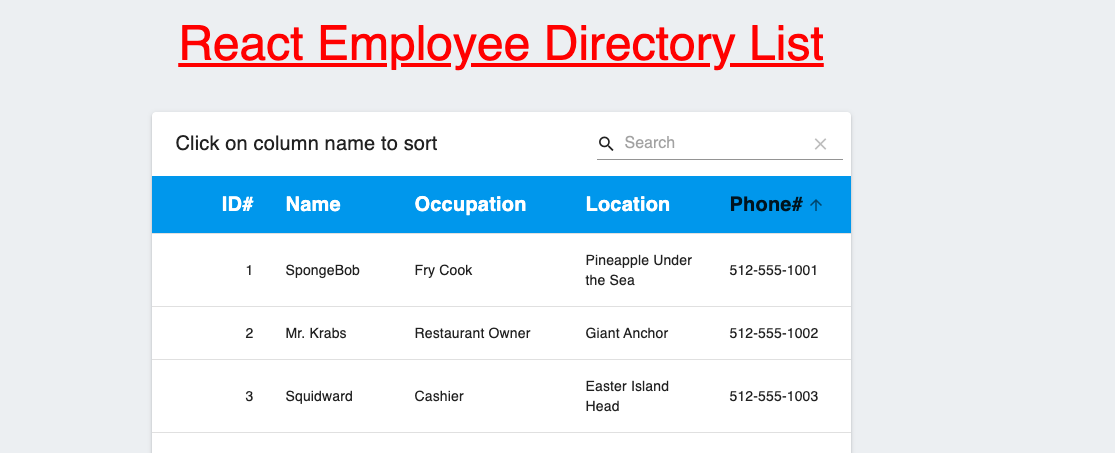 React Employee Directory List
Click on column name to sort
Search
ID# Name Occupation Location Phone#
1 SpongeBob Fry Cook Pineapple Under the Sea 512-555-1001
2 Mr. Krabs Restaurant Owner Giant Anchor 512-555-1002
3 Squidward Cashier Easter Island Head 512-555-1003